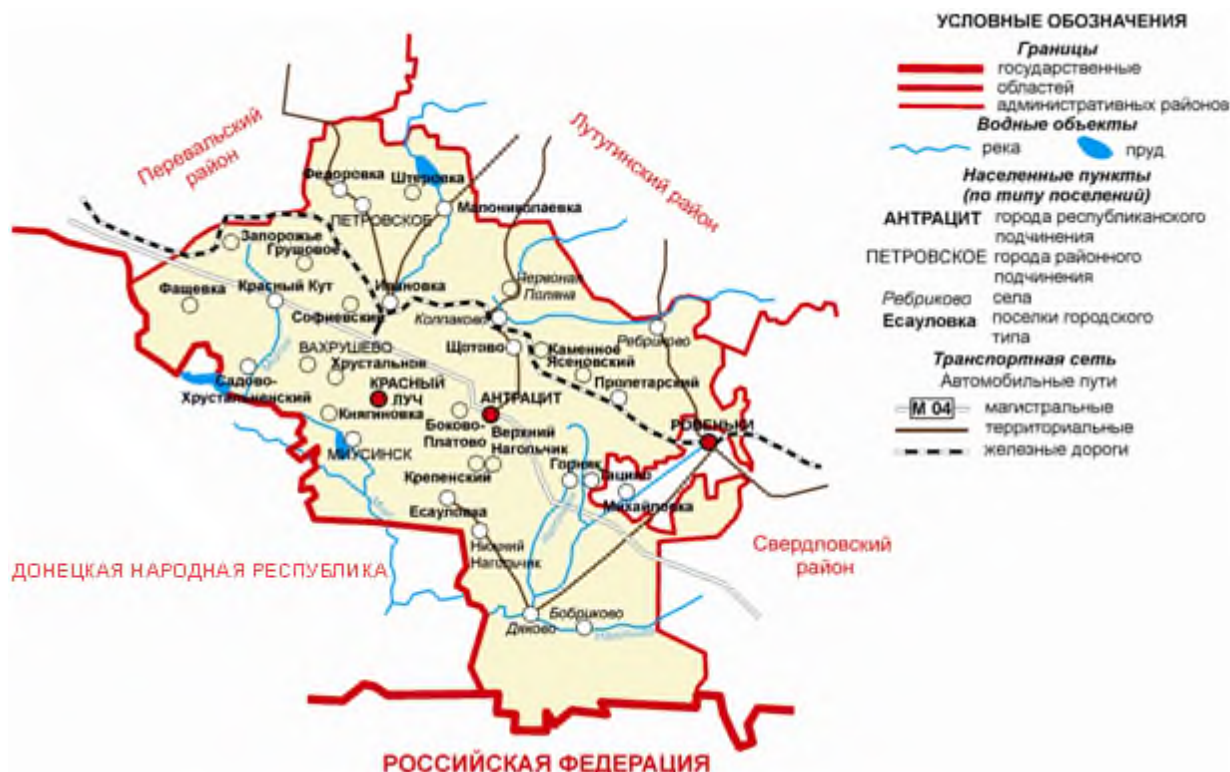 УСЛОВНЫЕ ОБОЗНАЧЕНИЯ
Границы
государственные
областей
административных районов
Водные объекты
река
пруд
Населенные пункты
(по типу поселений)
АНТРАЦИТ
города республиканского
подчинения
ПЕТРОВСКОЕ
города районного
подчинения
Ребриково
села
Есауловка
поселки городского
типа
Транспортная сеть
Автомобильные пути
М 04
магистральные
территориальные
железные дороги
Перевальский
район
Лутугинский район
Федоровка
Штеровка
ПЕТРОВСКОЕ
Малониколаевка
Запорожье
Грушовое
Червоная
Поляна
Фащевка
Красный Кут
Ивановка
Софиевский
Колпаково
Ребриково
ВАХРУШЕВО
Хрустальное
Щотово
Каменное
Ясеновский
Пролетарский
Садово-
Хрустальненский
КРАСНЫЙ
ЛУЧ
АНТРАЦИТ
Княгиновка
Боково-
Платово
Верхний
Нагольчик
РОВЕНЬКИ
МИУСИНСК
Крепенский
Горняк
Тацино
Есауловка
Михайловка
Нижний
Нагольчик
Свердловский
район
ДОНЕЦКАЯ НАРОДНАЯ РЕСПУБЛИКА
Бобриково
Дяково
РОССИЙСКАЯ ФЕДЕРАЦИЯ